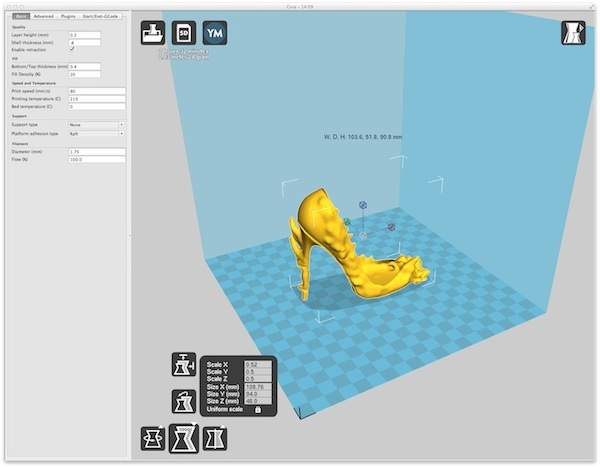 Cura - 14.09
Basic Advanced Plugins Start/End-GCode
Quality
Layer height (mm) 0.2
Shell thickness (mm) .8
Enable retraction
Fill
Bottom/Top thickness (mm) 0.4
Fill Density (%) 20
Speed and Temperature
Print speed (mm/s) 80
Printing temperature (C) 210
Bed temperature (C) 0
Support
Support type None
Platform adhesion type Raft
Filament
Diameter (mm) 1.75
Flow (%) 100.0
SD
YM
minutes
gram
W, D, H: 103.6, 51.8, 90.8 mm
Scale X 0.52
Scale Y 0.5
Scale Z 0.5
Size X (mm) 108.76
Size Y (mm) 94.0
Size Z (mm) 48.0
Uniform scale